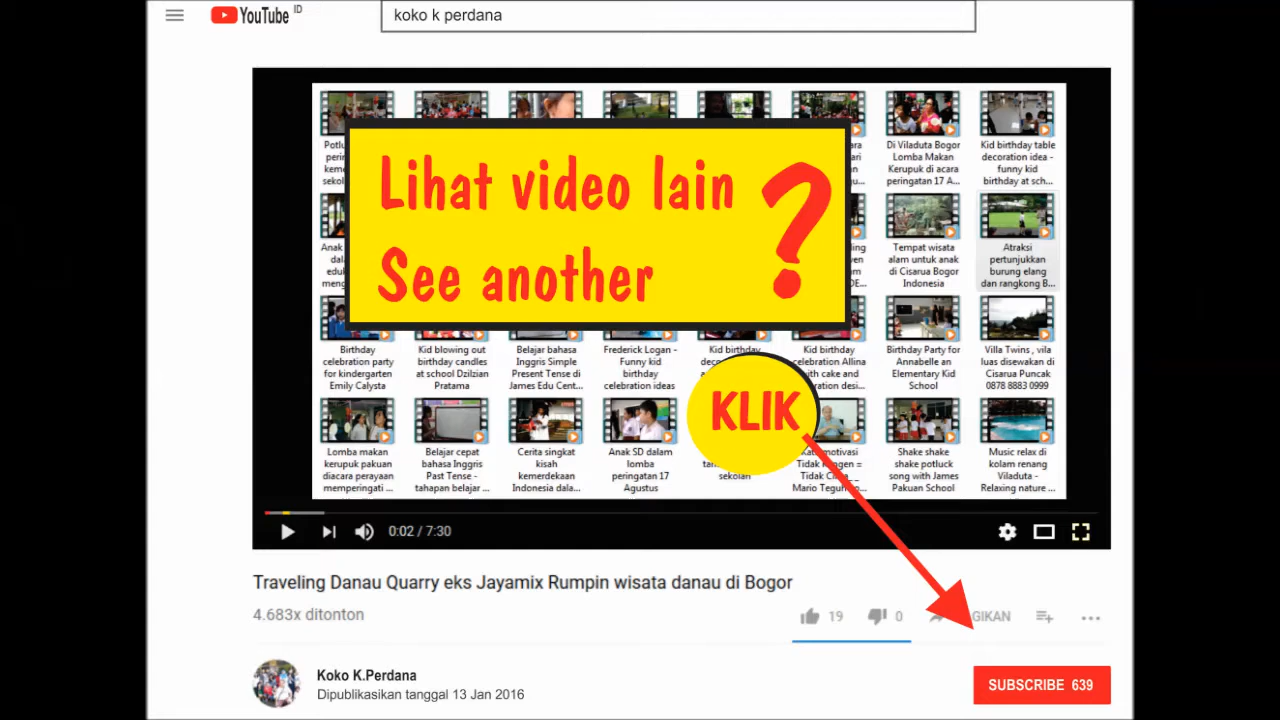 YouTube ID
koko k perdana
Lihat video lain
See another
?
Di Viladuta Bogor
Lomba Makan
Kerupuk di acara
peringatan 17 A...
Kid birthday table
decoration idea -
funny kid
birthday at sch...
Tempat wisata
alam untuk anak
di Cisarua Bogor
Indonesia
Atraksi
pertunjukkan
burung elang
dan rangkong B...
Birthday
celebration party
for kindergarten
Emily Calysta
Kid blowing out
birthday candles
at school Dzilzian
Pratama
Belajar bahasa
Inggris Simple
Present Tense di
James Edu Cent...
Frederick Logan -
Funny kid
birthday
celebration ideas
Kid birthday
Kid birthday
celebration Allina
with cake and
Birthday Party for
Annabelle an
Elementary Kid
School
Villa Twins , vila
luas disewakan di
Cisarua Puncak
0878 8883 0999
KLIK
Lomba makan
kerupuk pakuan
diacara perayaan
memperingati ...
Belajar cepat
bahasa Inggris
Past Tense -
tahapan belajar ...
Cerita singkat
kisah
kemerdekaan
Indonesia dala...
Anak SD dalam
lomba
peringatan 17
Agustus
sekolah
motivasi
Tidak
Tidak
Mario
Shake shake
shake potluck
song with James
Pakuan School
Music relax di
kolam renang
Viladuta -
Relaxing nature ...
0:02 / 7:30
Traveling Danau Quarry eks Jayamix Rumpin wisata danau di Bogor
4.683x ditonton
19
0
GIKAN
Koko K.Perdana
Dipublikasikan tanggal 13 Jan 2016
SUBSCRIBE 639